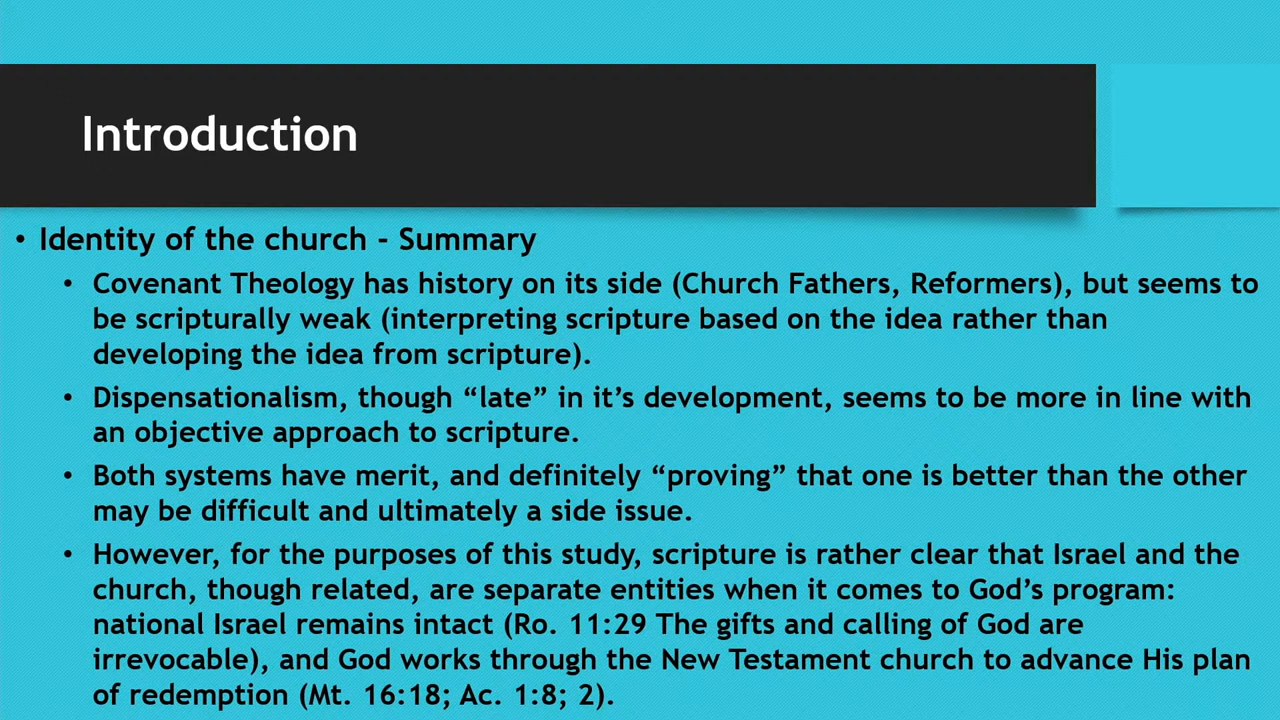 Introduction
• Identity of the church - Summary
• Covenant Theology has history on its side (Church Fathers, Reformers), but seems to
be scripturally weak (interpreting scripture based on the idea rather than
developing the idea from scripture).
• Dispensationalism, though “late” in it’s development, seems to be more in line with
an objective approach to scripture.
• Both systems have merit, and definitely “proving” that one is better than the other
may be difficult and ultimately a side issue.
• However, for the purposes of this study, scripture is rather clear that Israel and the
church, though related, are separate entities when it comes to God’s program:
national Israel remains intact (Ro. 11:29 The gifts and calling of God are
irrevocable), and God works through the New Testament church to advance His plan
of redemption (Mt. 16:18; Ac. 1:8; 2).